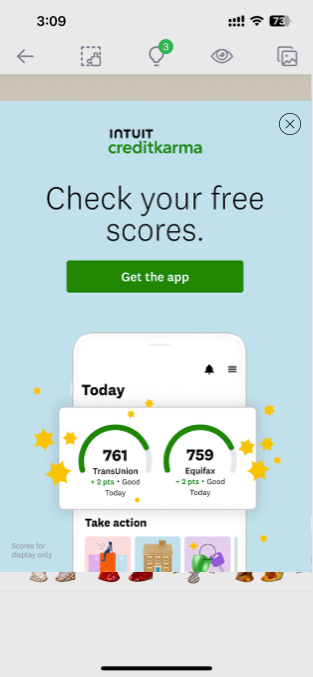 3:09
73
3
INTUIT
creditkarma
Check your free
scores.
Get the app
Today
761
TransUnion
+ 2 pts • Good
Today
759
Equifax
+ 2 pts • Good
Today
Take action
Scores for
display only